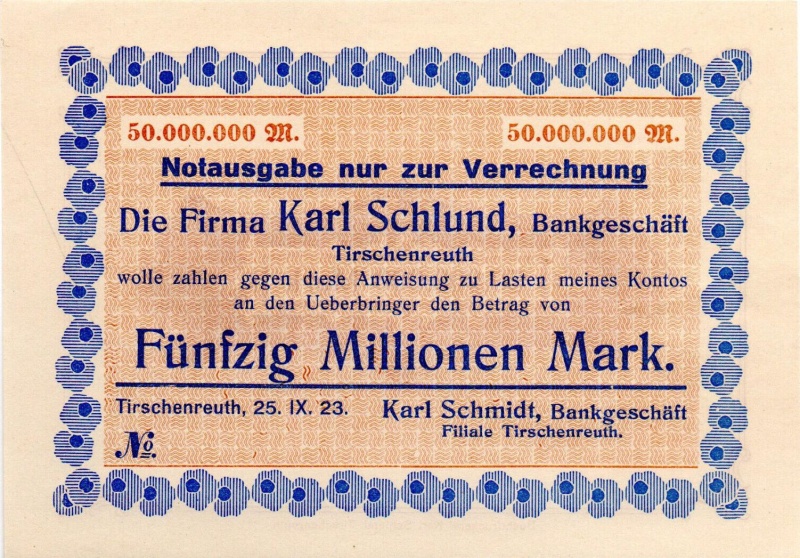 50.000.000 M. 50.000.000 M.
Notausgabe nur zur Verrechnung
Die Firma Karl Schlund, Bankgeschäft
Tirschenreuth
wolle zahlen gegen diese Anweisung zu Lasten meines Kontos
an den Ueberbringer den Betrag von
Fünfzig Millionen Mark.
Tirschenreuth, 25. IX. 23. Karl Schmidt, Bankgeschäft
Filiale Tirschenreuth.
No.